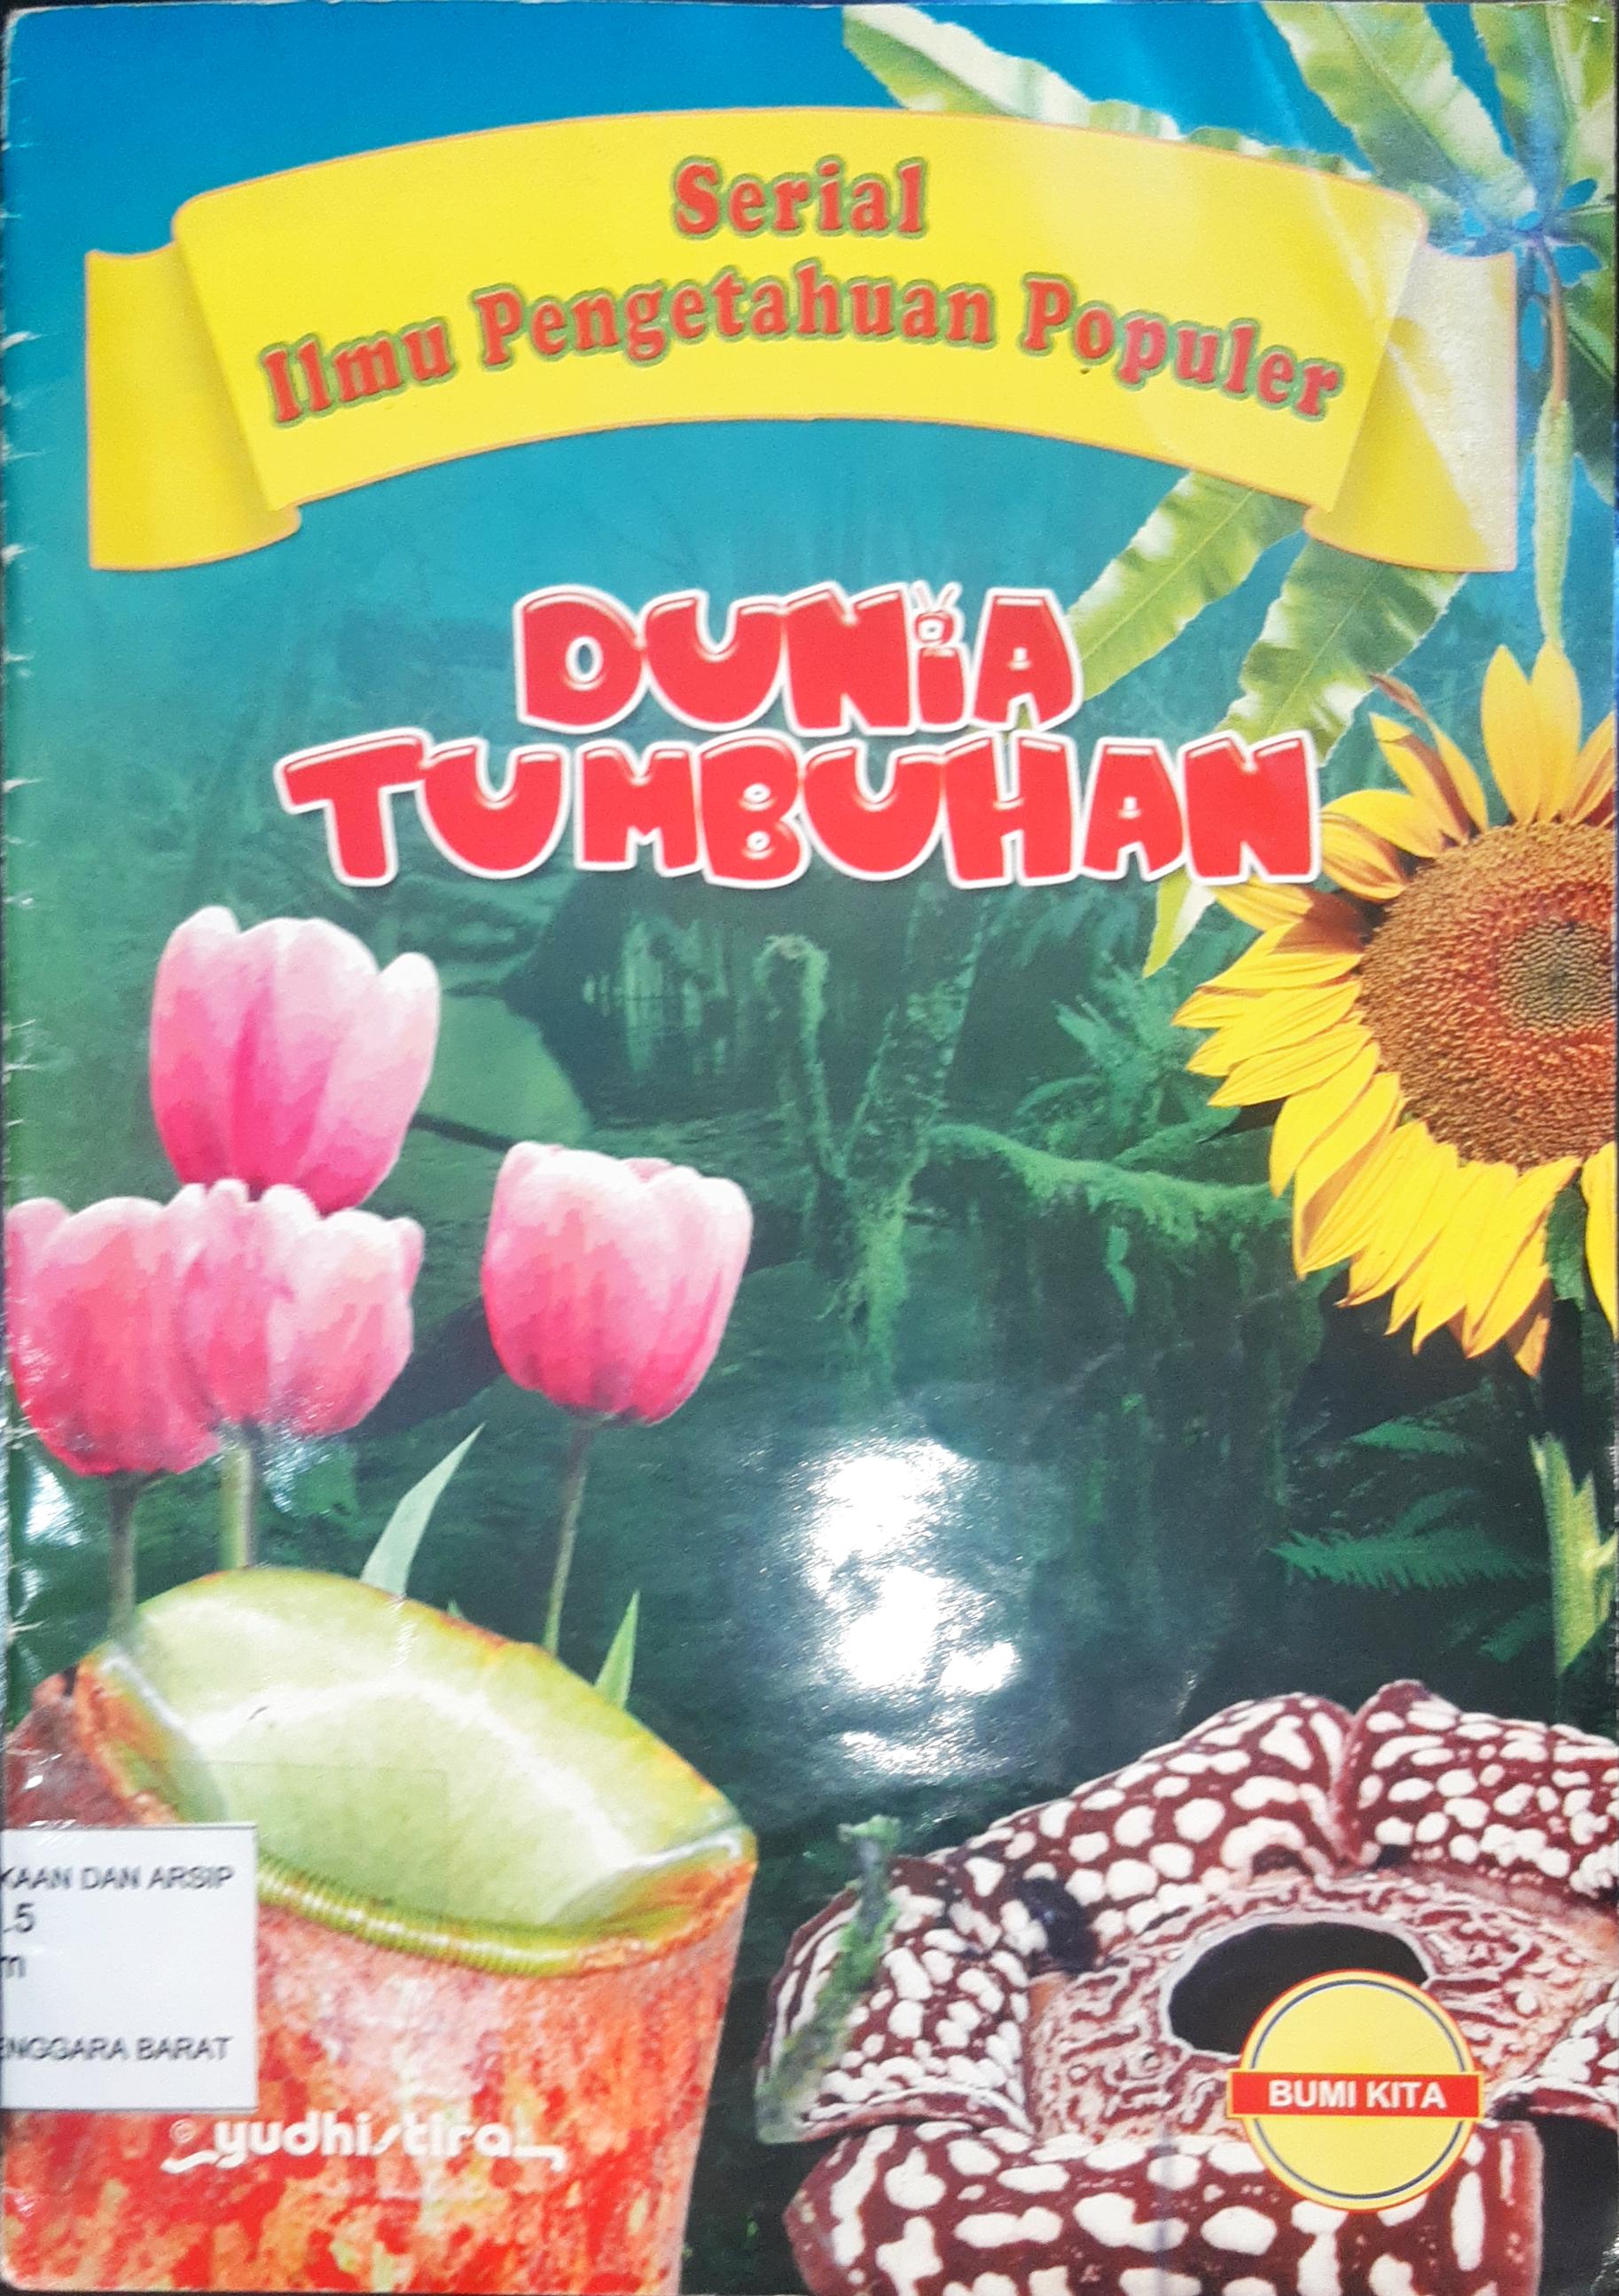 Serial
Ilmu Pengetahuan Populer
DUNiA
TUMBUHAN
KAAN DAN ARSIP
.5
m
ENGGARA BARAT
© yudhistira
BUMI KITA